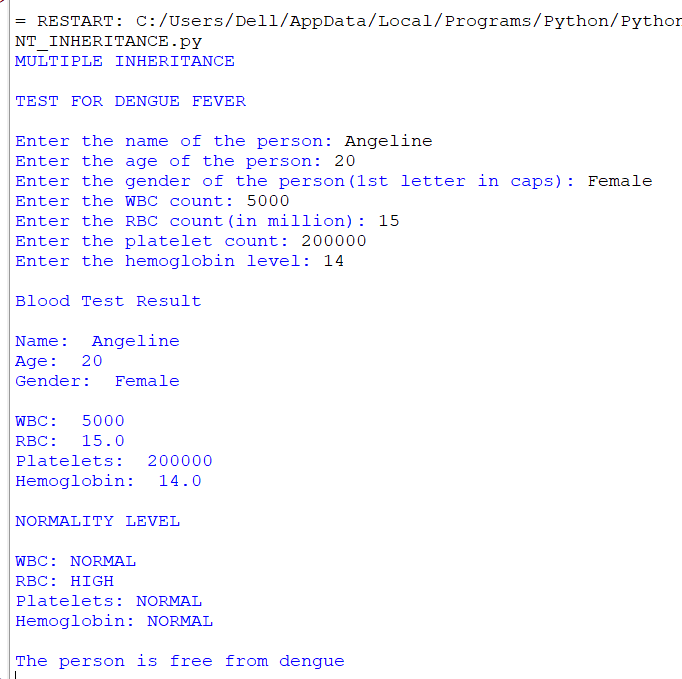 = RESTART: C:/Users/Dell/AppData/Local/Programs/Python/Python
NT_INHERITANCE.py
MULTIPLE INHERITANCE
TEST FOR DENGUE FEVER
Enter the name of the person: Angeline
Enter the age of the person: 20
Enter the gender of the person(1st letter in caps): Female
Enter the WBC count: 5000
Enter the RBC count(in million): 15
Enter the platelet count: 200000
Enter the hemoglobin level: 14
Blood Test Result
Name:  Angeline
Age:  20
Gender:  Female
WBC:  5000
RBC:  15.0
Platelets:  200000
Hemoglobin:  14.0
NORMALITY LEVEL
WBC: NORMAL
RBC: HIGH
Platelets: NORMAL
Hemoglobin: NORMAL
The person is free from dengue